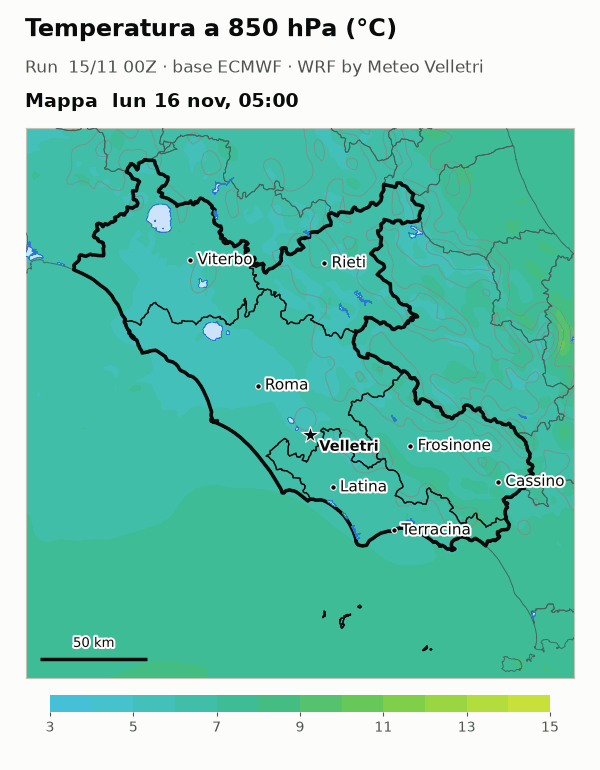 Temperatura a 850 hPa (°C)
Run  15/11 00Z · base ECMWF · WRF by Meteo Velletri
Mappa  lun 16 nov, 05:00
Viterbo
Rieti
Roma
Velletri
Frosinone
Latina
Cassino
Terracina
50 km
3 5 7 9 11 13 15